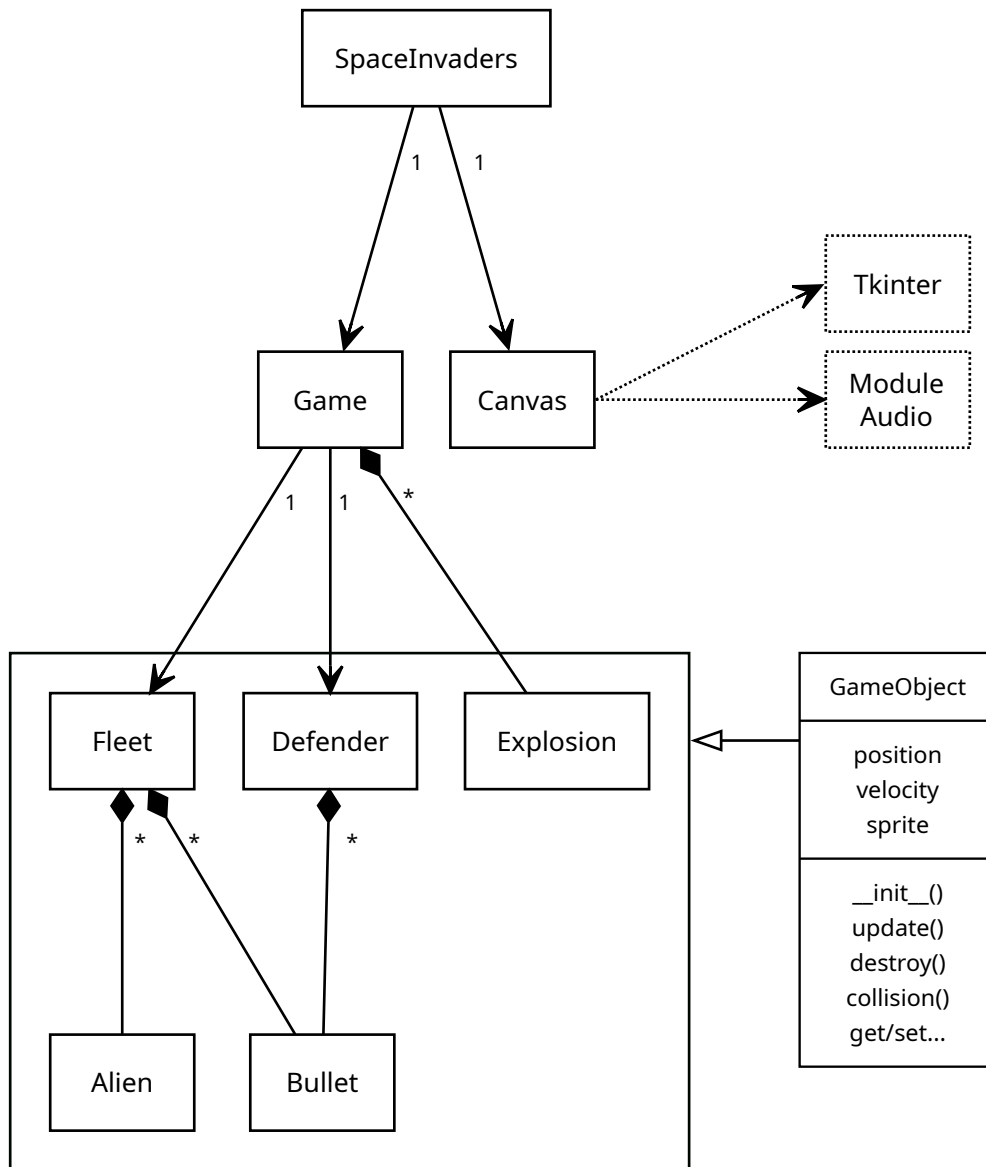 SpaceInvaders
1
1
Tkinter
Game
Canvas
Module
Audio
1
1
*
Fleet
Defender
Explosion
GameObject
position
velocity
sprite
*
*
*
__init__()
update()
destroy()
collision()
get/set...
Alien
Bullet